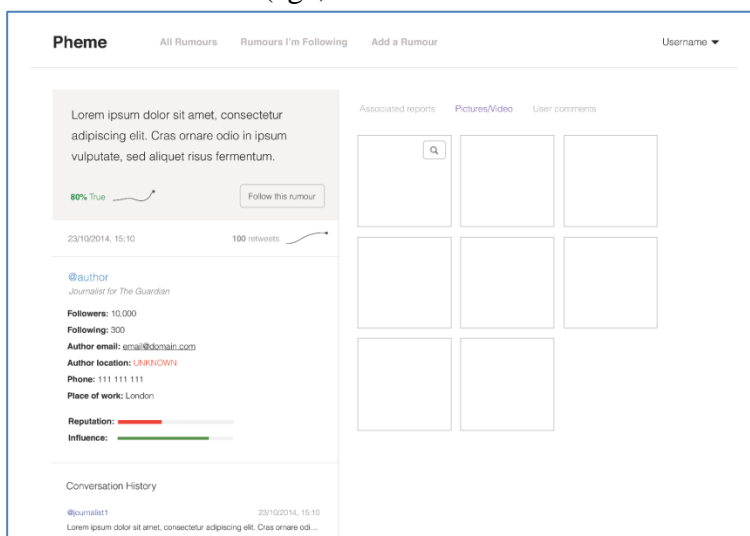 Pheme All Rumours Rumours I'm Following Add a Rumour Username
Lorem ipsum dolor sit amet, consectetur
adipiscing elit. Cras ornare odio in ipsum
vulputate, sed aliquet risus fermentum.
80% True Follow this rumour
23/10/2014, 15:10 100 retweets
@author
Journalist for The Guardian
Followers: 10,000
Following: 300
Author email: email@domain.com
Author location: UNKNOWN
Phone: 111 111 111
Place of work: London
Reputation:
Influence:
Conversation History
@journalist1 23/10/2014, 15:10
Lorem ipsum dolor sit amet, consectetur adipiscing elit. Cras ornare odi...
Associated reports Pictures/Video User comments